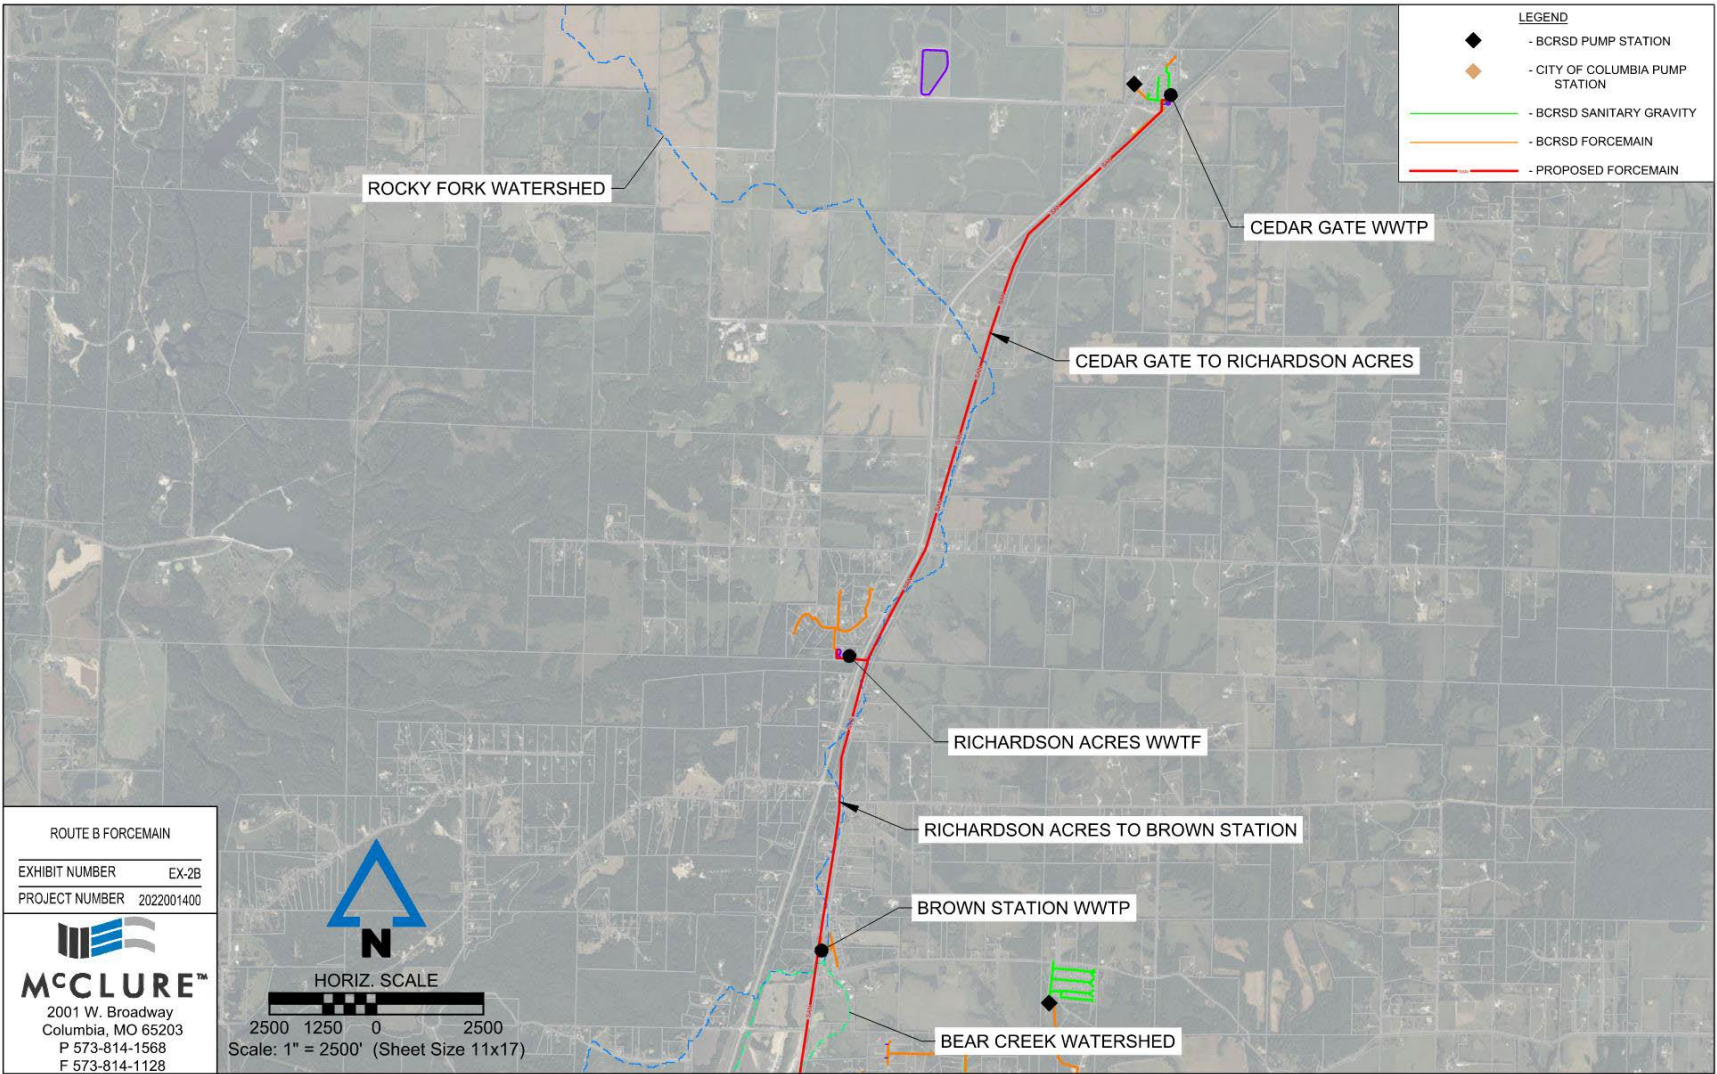 LEGEND
- BCRSD PUMP STATION
- CITY OF COLUMBIA PUMP
STATION
- BCRSD SANITARY GRAVITY
- BCRSD FORCEMAIN
- PROPOSED FORCEMAIN
ROCKY FORK WATERSHED
CEDAR GATE WWTP
CEDAR GATE TO RICHARDSON ACRES
RICHARDSON ACRES WWTF
RICHARDSON ACRES TO BROWN STATION
BROWN STATION WWTP
BEAR CREEK WATERSHED
ROUTE B FORCEMAIN
EXHIBIT NUMBER EX-2B
PROJECT NUMBER 2022001400
McCLURE™
2001 W. Broadway
Columbia, MO 65203
P 573-814-1568
F 573-814-1128
N
HORIZ. SCALE
2500 1250 0 2500
Scale: 1" = 2500' (Sheet Size 11x17)